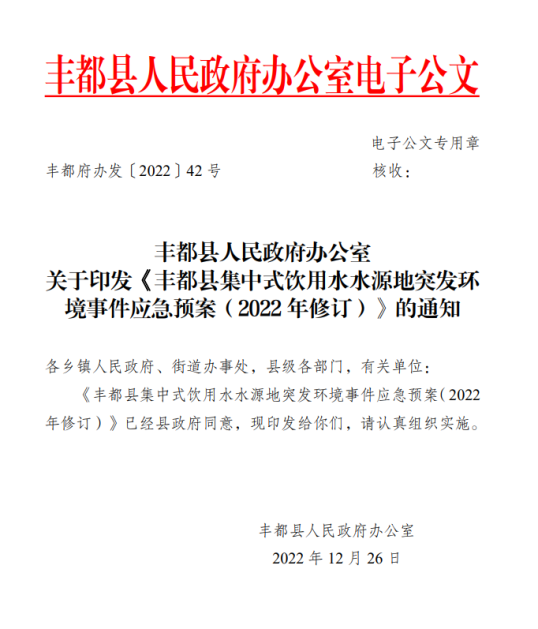 丰都县人民政府办公室电子公文
电子公文专用章
丰都府办发〔2022〕42 号
核收：
丰都县人民政府办公室
关于印发《丰都县集中式饮用水水源地突发环
境事件应急预案（2022 年修订）》的通知
各乡镇人民政府、街道办事处，县级各部门，有关单位：
《丰都县集中式饮用水水源地突发环境事件应急预案（2022
年修订）》已经县政府同意，现印发给你们，请认真组织实施。
丰都县人民政府办公室
2022 年 12 月 26 日